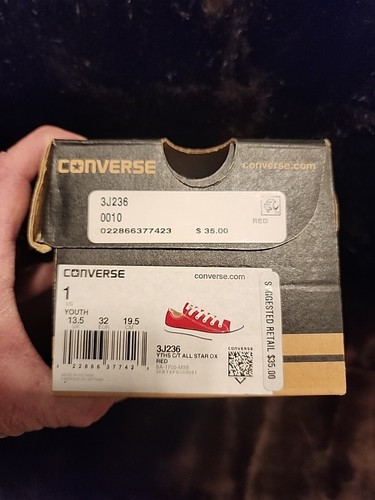 CONVERSE
converse.com
3J236
0010
022866377423 $ 35.00
RED
CONVERSE
converse.com
1
YOUTH
13.5 32 19.5
3J236
YTHS C/T ALL STAR OX
RED
CONVERSE
SUGGESTED RETAIL $35.00